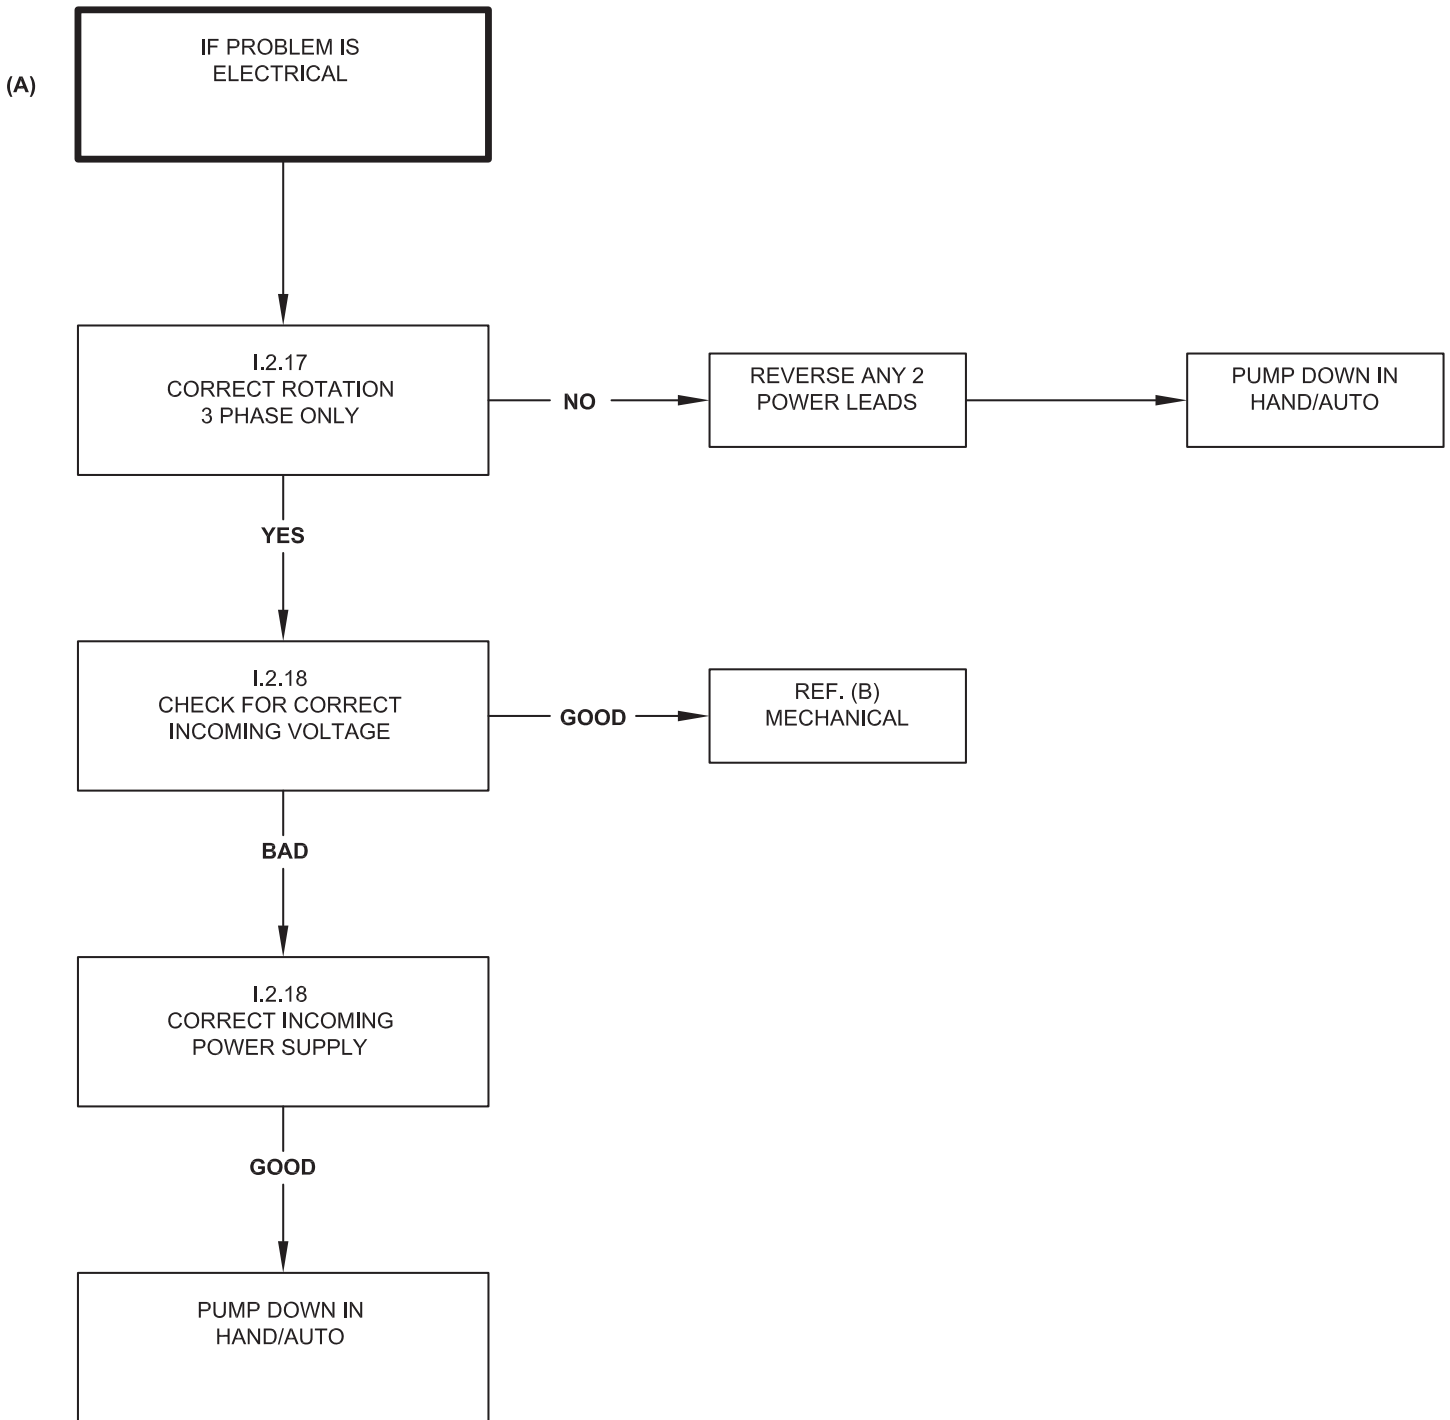 IF PROBLEM IS
ELECTRICAL
(A)
I.2.17
CORRECT ROTATION
3 PHASE ONLY
NO
REVERSE ANY 2
POWER LEADS
PUMP DOWN IN
HAND/AUTO
YES
I.2.18
CHECK FOR CORRECT
INCOMING VOLTAGE
GOOD
REF. (B)
MECHANICAL
BAD
I.2.18
CORRECT INCOMING
POWER SUPPLY
GOOD
PUMP DOWN IN
HAND/AUTO